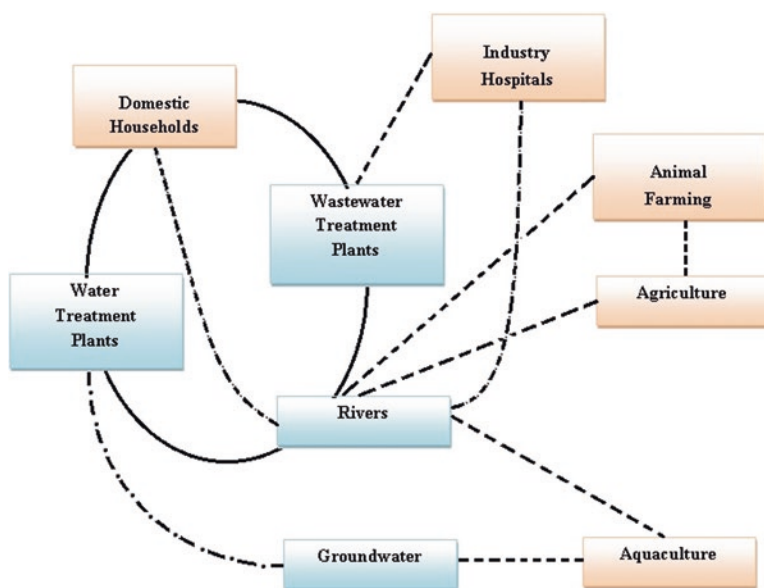 Industry
Hospitals
Domestic
Households
Animal
Farming
Wastewater
Treatment
Plants
Water
Treatment
Plants
Agriculture
Rivers
Groundwater
Aquaculture